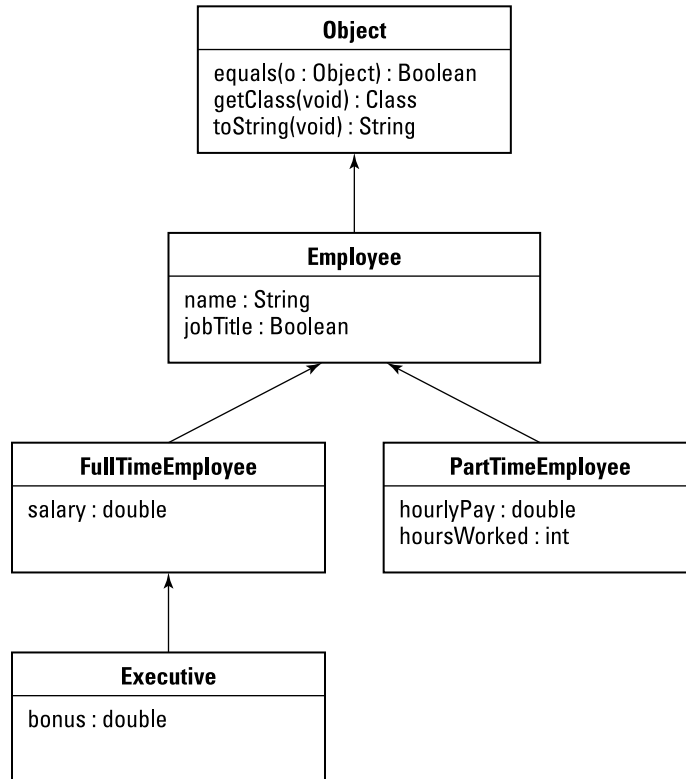 Object
equals(o : Object) : Boolean
getClass(void) : Class
toString(void) : String
Employee
name : String
jobTitle : Boolean
FullTimeEmployee
salary : double
PartTimeEmployee
hourlyPay : double
hoursWorked : int
Executive
bonus : double